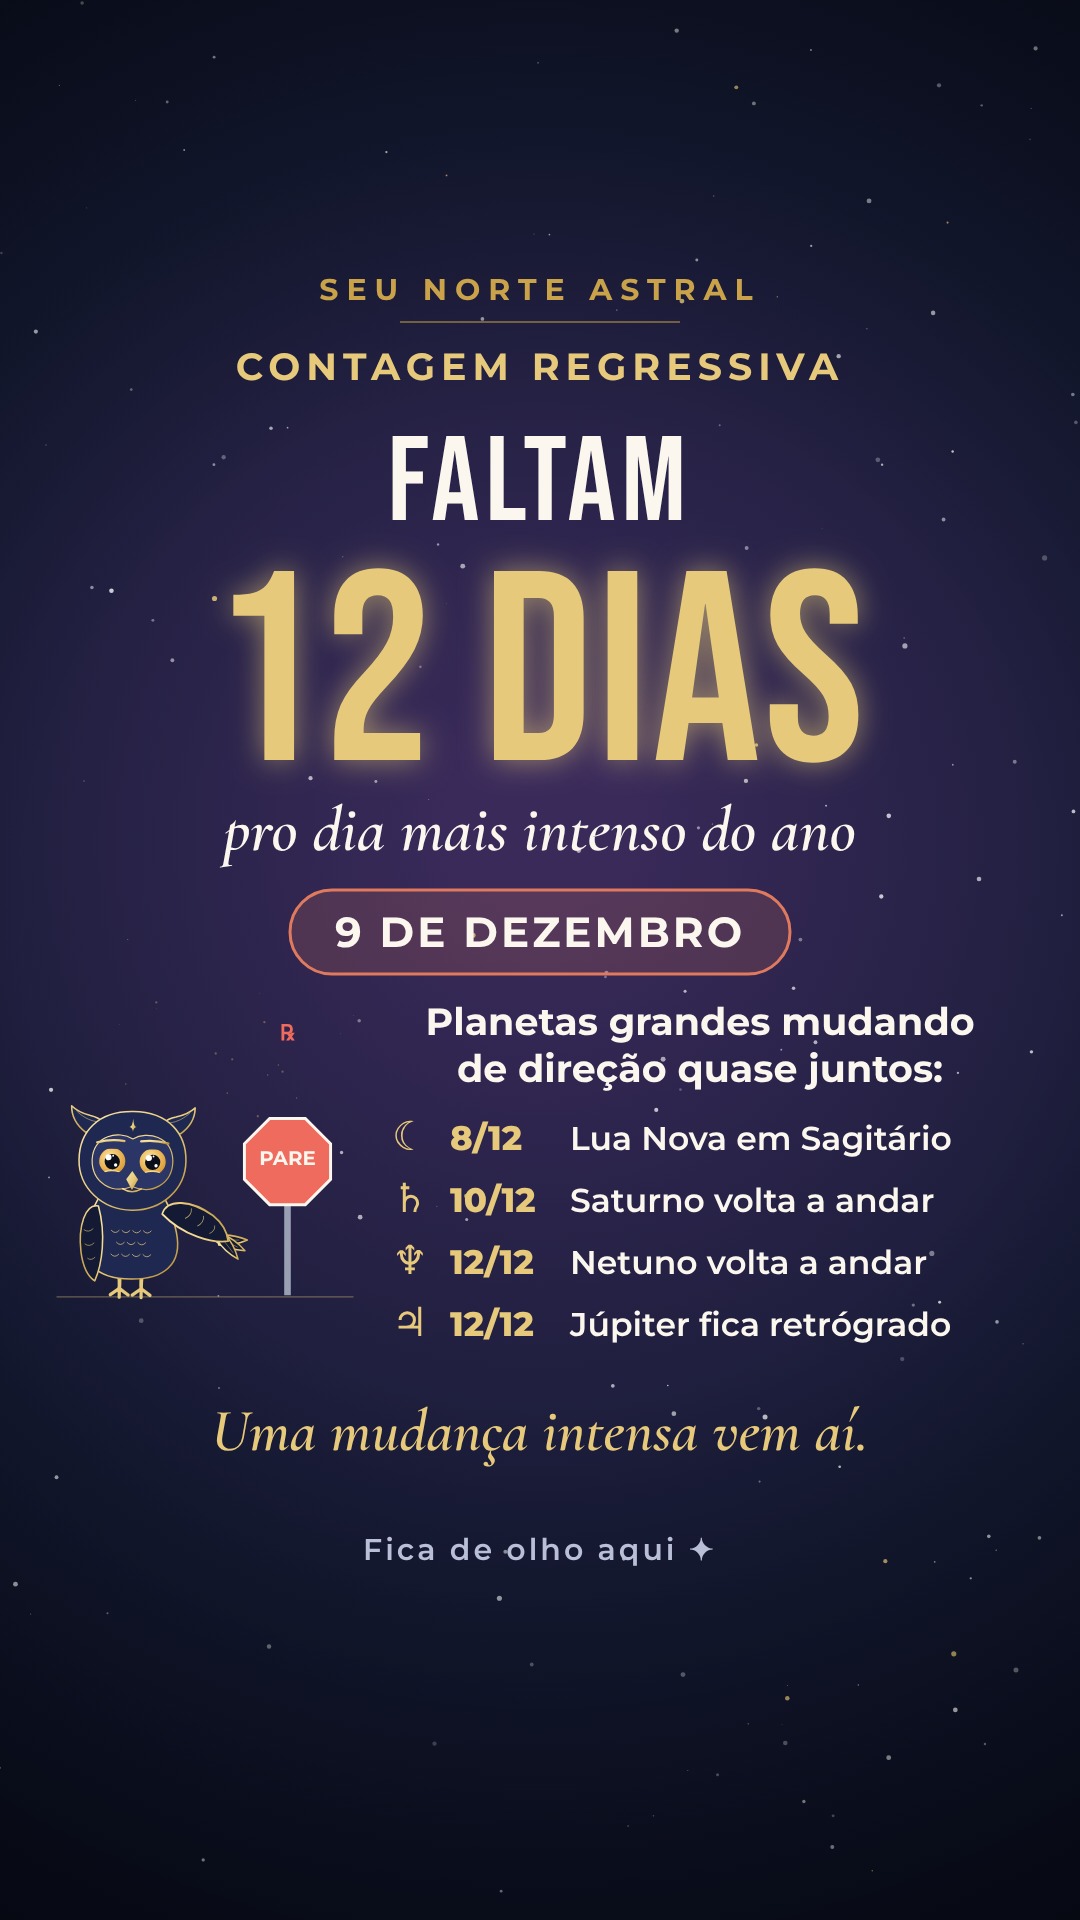 SEU NORTE ASTRAL
CONTAGEM REGRESSIVA
FALTAM
12 DIAS
pro dia mais intenso do ano
9 DE DEZEMBRO
Planetas grandes mudando
de direção quase juntos:
℞
PARE
☾ 8/12 Lua Nova em Sagitário
♄ 10/12 Saturno volta a andar
♆ 12/12 Netuno volta a andar
♃ 12/12 Júpiter fica retrógrado
Uma mudança intensa vem aí.
Fica de olho aqui ✦